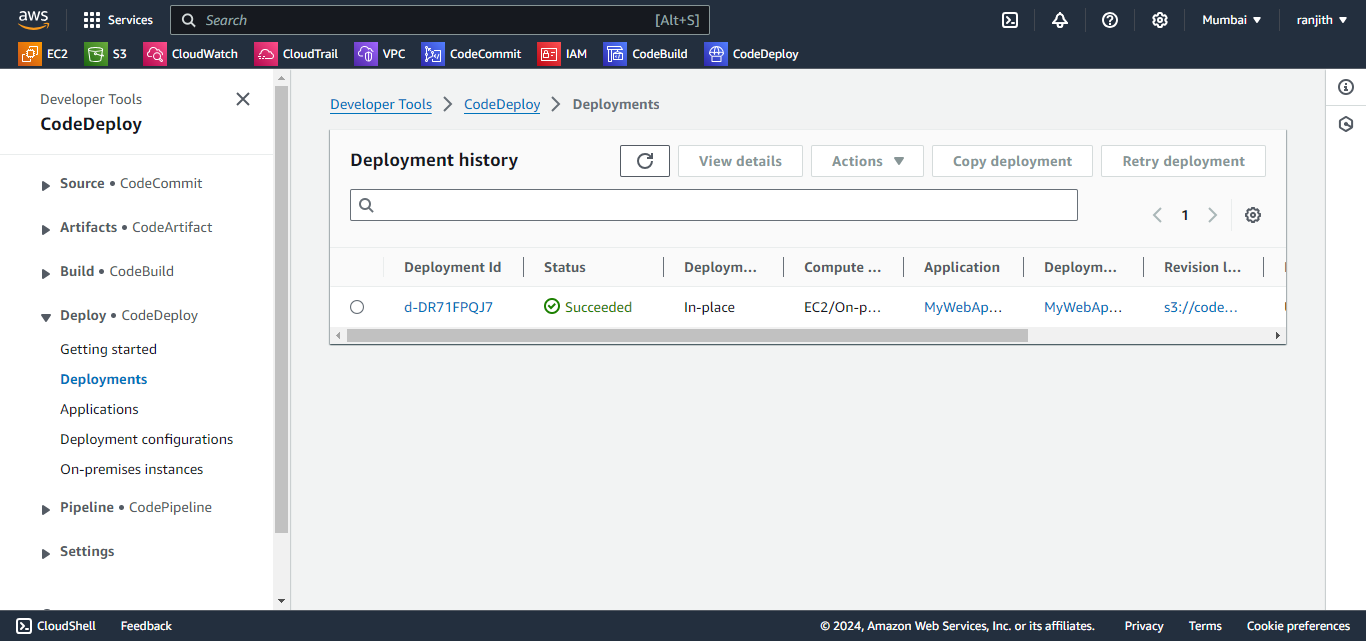 aws Services Search [Alt+S] Mumbai ranjith
EC2 S3 CloudWatch CloudTrail VPC CodeCommit IAM CodeBuild CodeDeploy
Developer Tools
CodeDeploy
Source • CodeCommit
Artifacts • CodeArtifact
Build • CodeBuild
Deploy • CodeDeploy
Getting started
Deployments
Applications
Deployment configurations
On-premises instances
Pipeline • CodePipeline
Settings
Developer Tools CodeDeploy Deployments
Deployment history View details Actions Copy deployment Retry deployment
1
Deployment Id Status Deploym... Compute ... Application Deploym... Revision l...
d-DR71FPQJ7 Succeeded In-place EC2/On-p... MyWebAp... MyWebAp... s3://code...
CloudShell Feedback © 2024, Amazon Web Services, Inc. or its affiliates. Privacy Terms Cookie preferences